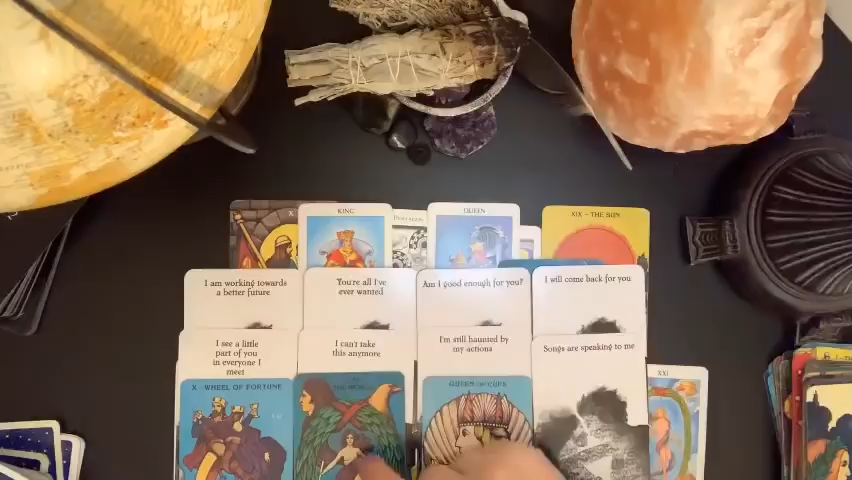 KING
QUEEN
XIX - THE SUN
I am working towards
a better future
You're all I've
ever wanted
Am I good enough for you?
I will come back for you
I see a little
part of you
in everyone I
meet
I can't take
this anymore
I'm still haunted by
my actions
Songs are speaking to me
X - WHEEL OF FORTUNE
QUEEN OF CUPS
XXI